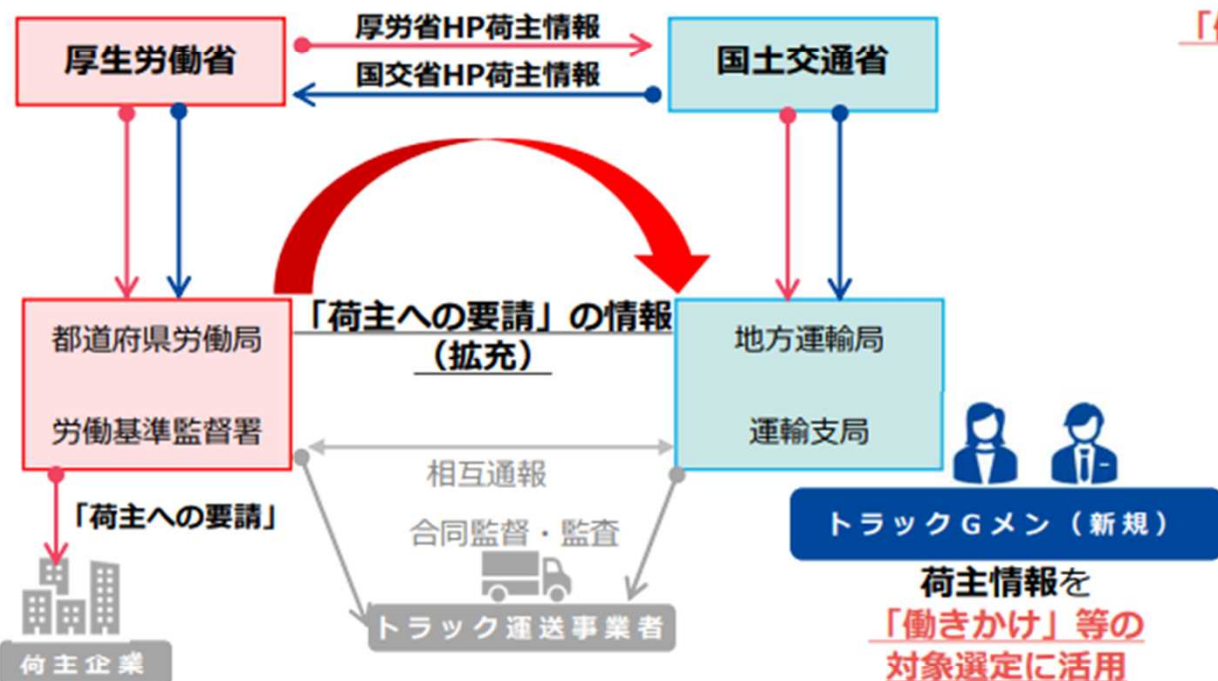 厚生労働省
厚労省HP荷主情報
国交省HP荷主情報
国土交通省
都道府県労働局
労働基準監督署
「荷主への要請」の情報
（拡充）
地方運輸局
運輸支局
相互通報
合同監督・監査
「荷主への要請」
荷主企業
トラック運送事業者
トラックGメン（新規）
荷主情報を
「働きかけ」等の
対象選定に活用